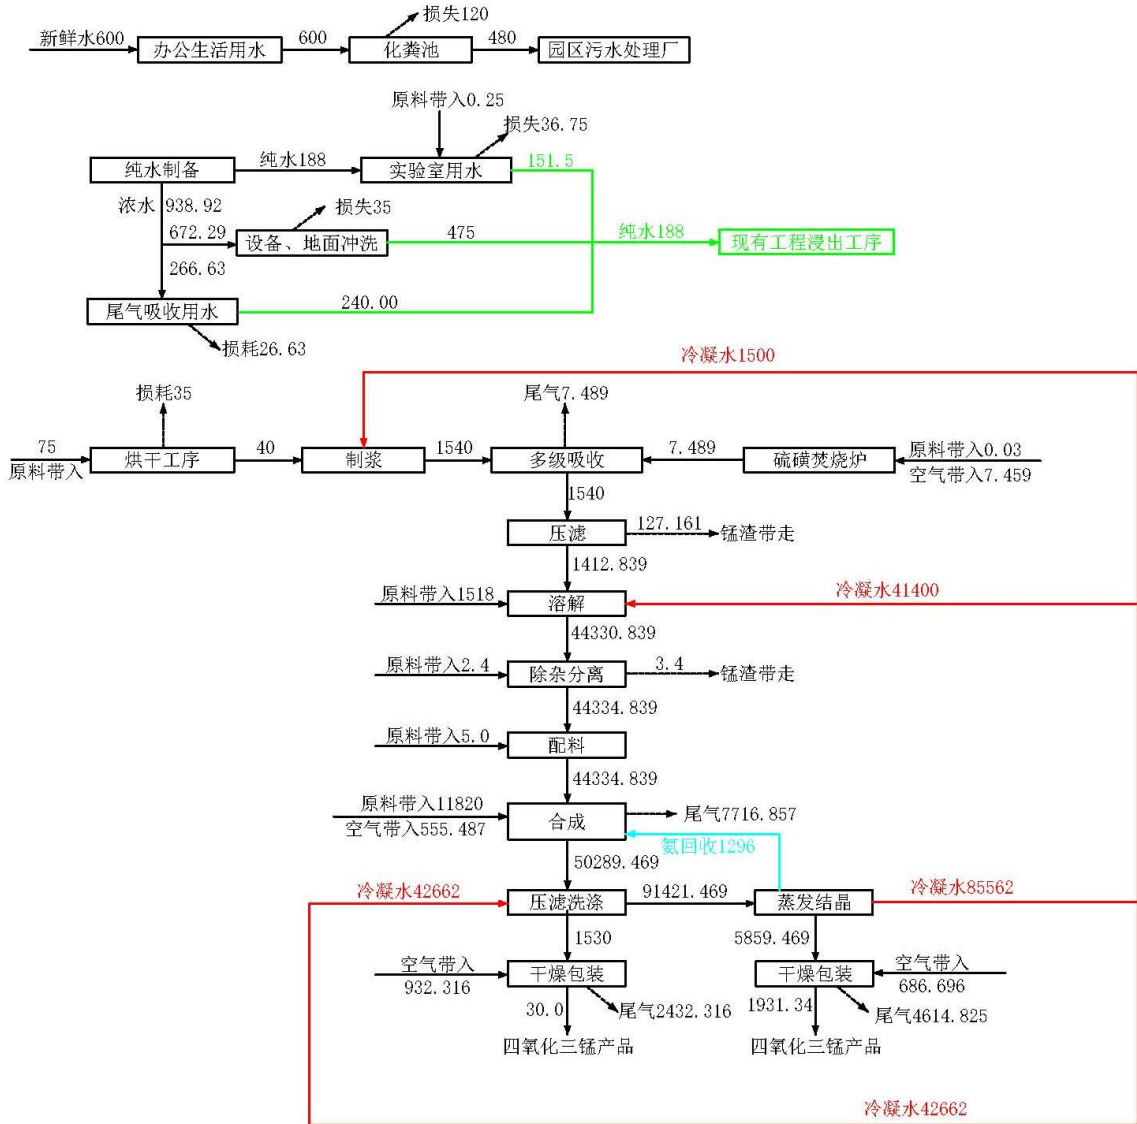 新鲜水600
办公生活用水
600
损失120
化粪池
480
园区污水处理厂
原料带入0.25
损失36.75
纯水制备
纯水188
实验室用水
151.5
浓水
938.92
损失35
672.29
设备、地面冲洗
475
纯水188
现有工程浸出工序
266.63
尾气吸收用水
240.00
损耗26.63
冷凝水1500
损耗35
尾气7.489
75
原料带入
烘干工序
40
制浆
1540
多级吸收
7.489
硫磺焚烧炉
原料带入0.03
空气带入7.459
1540
压滤
127.161
锰渣带走
1412.839
原料带入1518
溶解
冷凝水41400
44330.839
原料带入2.4
除杂分离
3.4
锰渣带走
44334.839
原料带入5.0
配料
44334.839
原料带入11820
空气带入555.487
合成
尾气7716.857
氨回收1296
50289.469
冷凝水42662
压滤洗涤
91421.469
蒸发结晶
冷凝水85562
1530
5859.469
空气带入
932.316
干燥包装
干燥包装
空气带入
686.696
30.0
尾气2432.316
1931.34
尾气4614.825
四氧化三锰产品
四氧化三锰产品
冷凝水42662